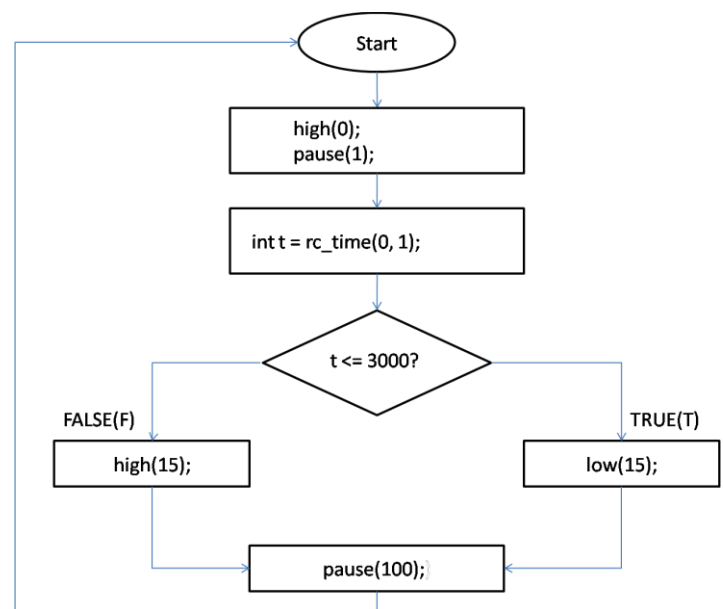 Start
high(0);
pause(1);
int t = rc_time(0, 1);
t <= 3000?
FALSE(F)
TRUE(T)
high(15);
low(15);
pause(100);}